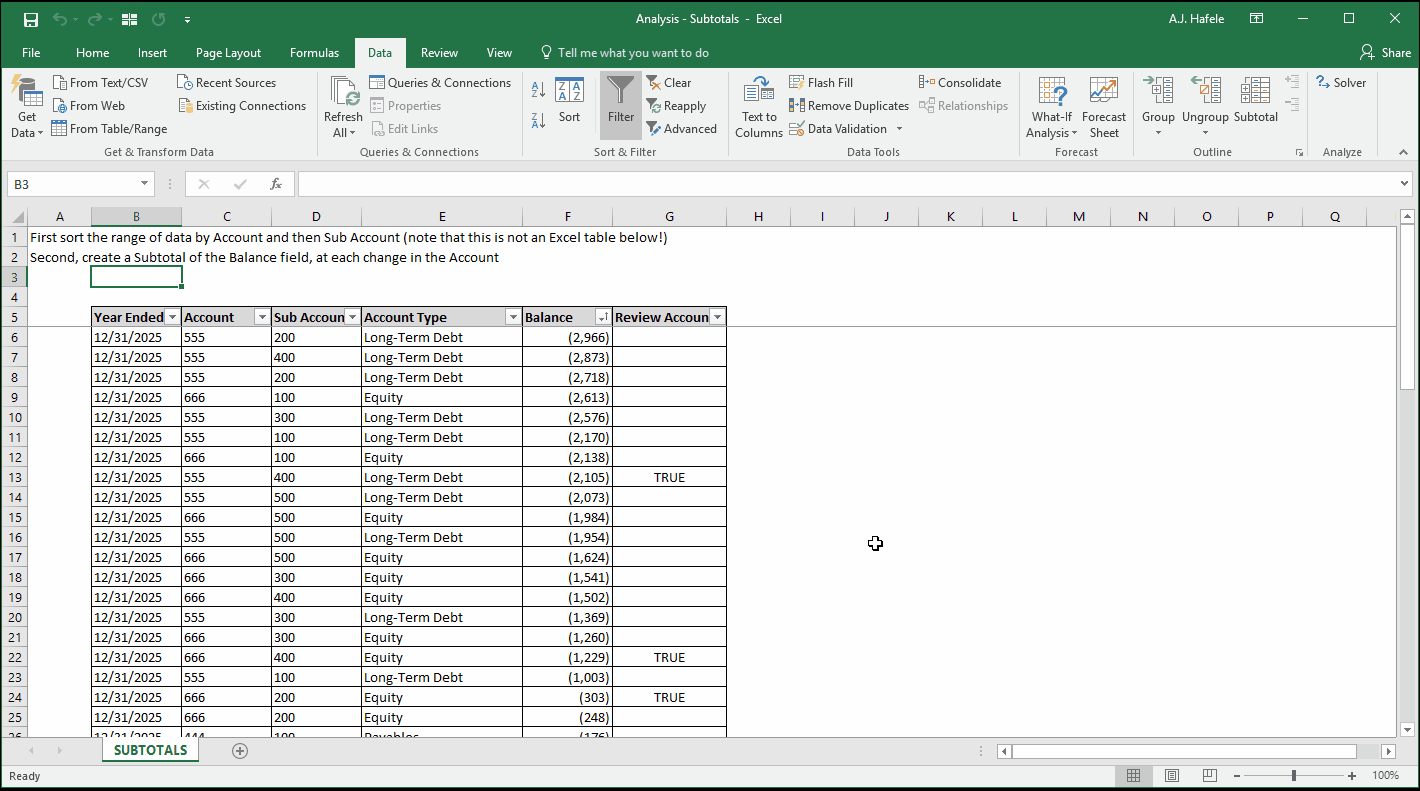 Analysis - Subtotals - Excel
A.J. Hafele
File Home Insert Page Layout Formulas Data Review View Tell me what you want to do Share
Get Data
From Text/CSV
From Web
From Table/Range
Recent Sources
Existing Connections
Get & Transform Data
Refresh All
Queries & Connections
Properties
Edit Links
Queries & Connections
Sort
Filter
Clear
Reapply
Advanced
Sort & Filter
Text to Columns
Flash Fill
Remove Duplicates
Data Validation
Consolidate
Relationships
Data Tools
What-If Analysis
Forecast Sheet
Forecast
Group
Ungroup
Subtotal
Outline
Solver
Analyze
B3 fx
A B C D E F G H I J K L M N O P Q
1 First sort the range of data by Account and then Sub Account (note that this is not an Excel table below!)
2 Second, create a Subtotal of the Balance field, at each change in the Account
3
4
5 Year Ended Account Sub Accoun Account Type Balance Review Accoun
6 12/31/2025 555 200 Long-Term Debt (2,966)
7 12/31/2025 555 400 Long-Term Debt (2,873)
8 12/31/2025 555 200 Long-Term Debt (2,718)
9 12/31/2025 666 100 Equity (2,613)
10 12/31/2025 555 300 Long-Term Debt (2,576)
11 12/31/2025 555 100 Long-Term Debt (2,170)
12 12/31/2025 666 100 Equity (2,138)
13 12/31/2025 555 400 Long-Term Debt (2,105) TRUE
14 12/31/2025 555 500 Long-Term Debt (2,073)
15 12/31/2025 666 500 Equity (1,984)
16 12/31/2025 555 500 Long-Term Debt (1,954)
17 12/31/2025 666 500 Equity (1,624)
18 12/31/2025 666 300 Equity (1,541)
19 12/31/2025 666 400 Equity (1,502)
20 12/31/2025 555 300 Long-Term Debt (1,369)
21 12/31/2025 666 300 Equity (1,260)
22 12/31/2025 666 400 Equity (1,229) TRUE
23 12/31/2025 555 100 Long-Term Debt (1,003)
24 12/31/2025 666 200 Equity (303) TRUE
25 12/31/2025 666 200 Equity (248)
26 12/31/2025 444 100 Payables (176)
SUBTOTALS
Ready
100%